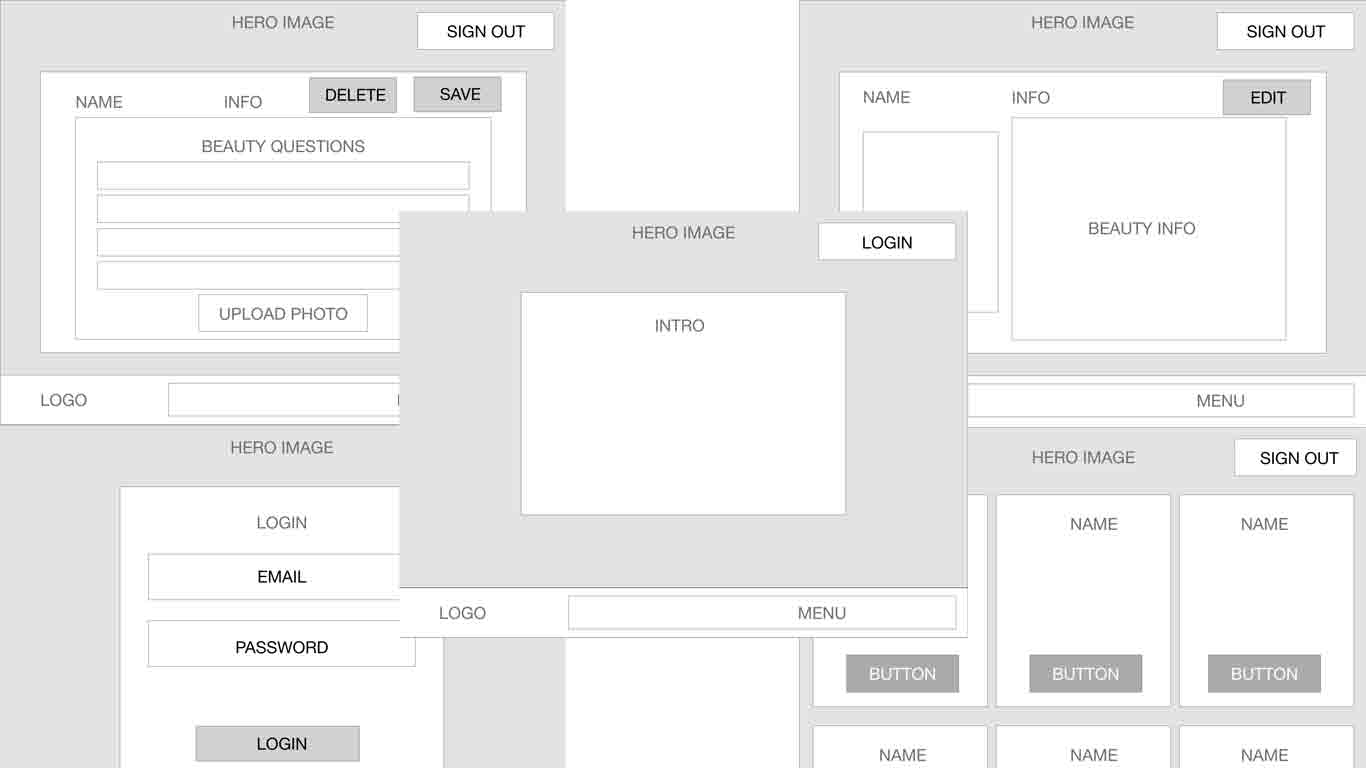 HERO IMAGE
SIGN OUT
NAME
INFO
DELETE
SAVE
BEAUTY QUESTIONS
UPLOAD PHOTO
LOGO
HERO IMAGE
SIGN OUT
NAME
INFO
EDIT
BEAUTY INFO
MENU
HERO IMAGE
LOGIN
INTRO
LOGO
MENU
HERO IMAGE
LOGIN
EMAIL
PASSWORD
LOGIN
HERO IMAGE
SIGN OUT
NAME
NAME
BUTTON
BUTTON
BUTTON
NAME
NAME
NAME